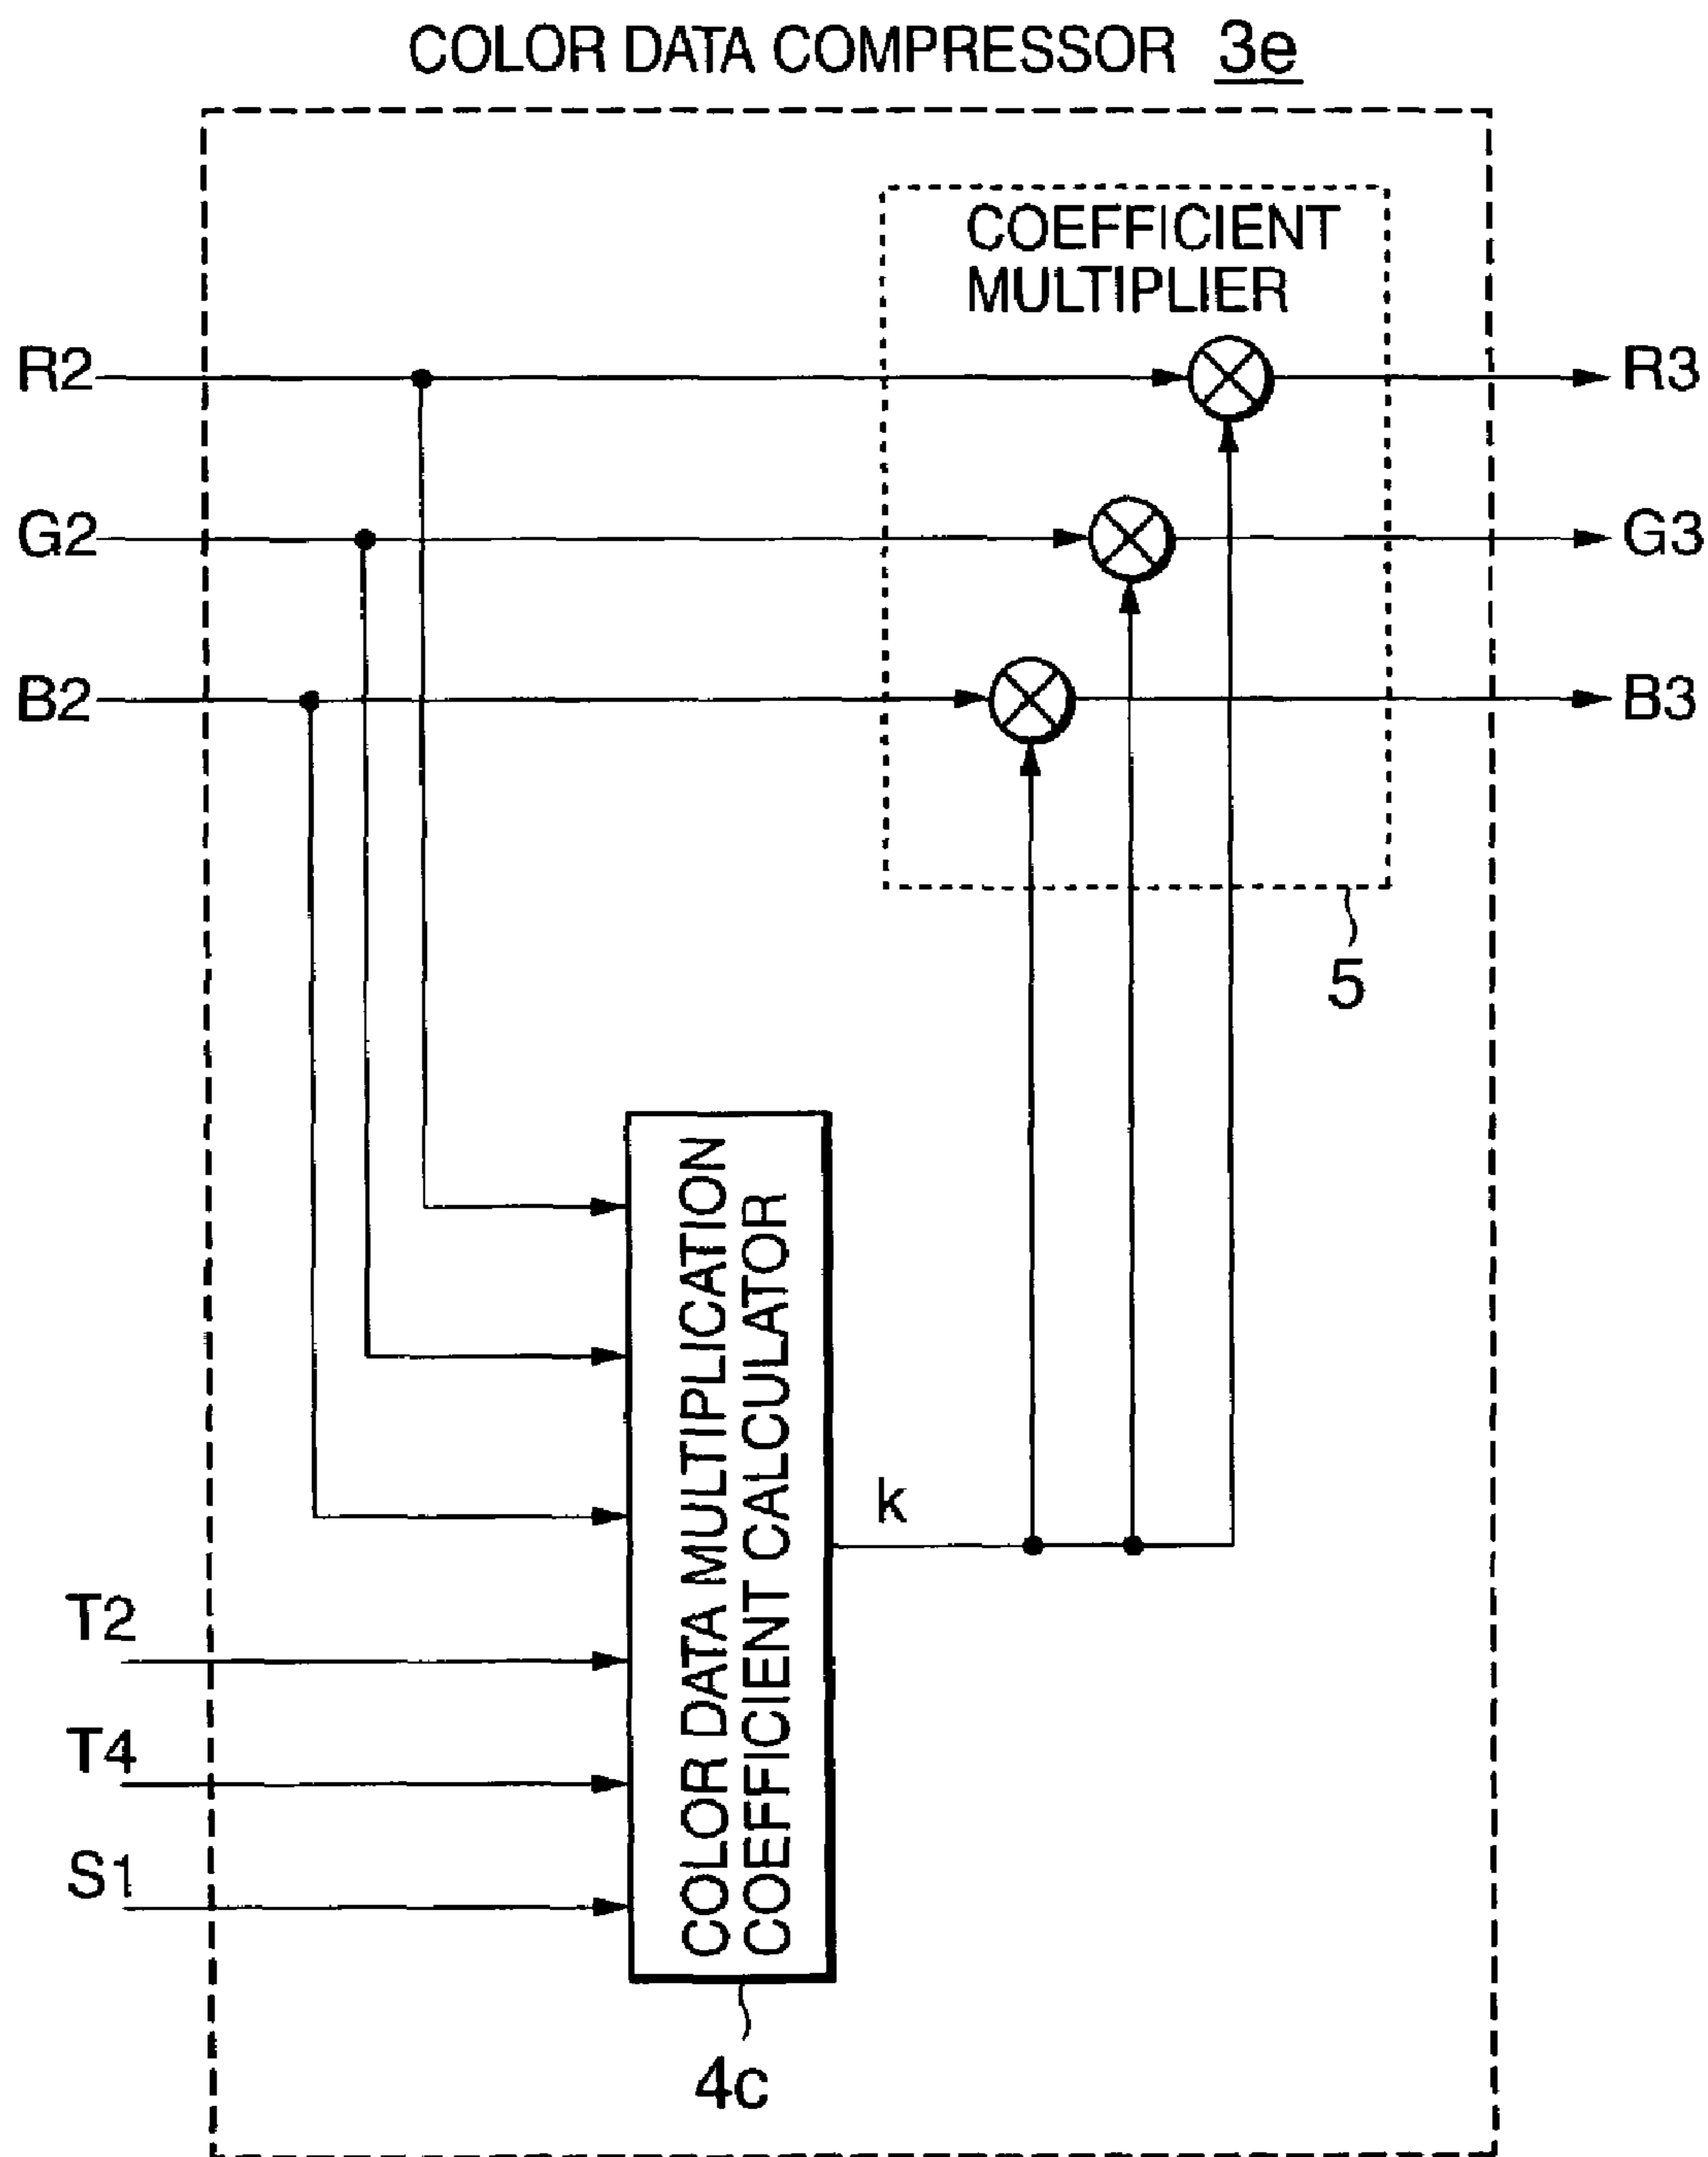 COLOR DATA COMPRESSOR 3e
COEFFICIENT
MULTIPLIER
R2
R3
G2
G3
B2
B3
5
COLOR DATA MULTIPLICATION
COEFFICIENT CALCULATOR
k
T2
T4
S1
4c